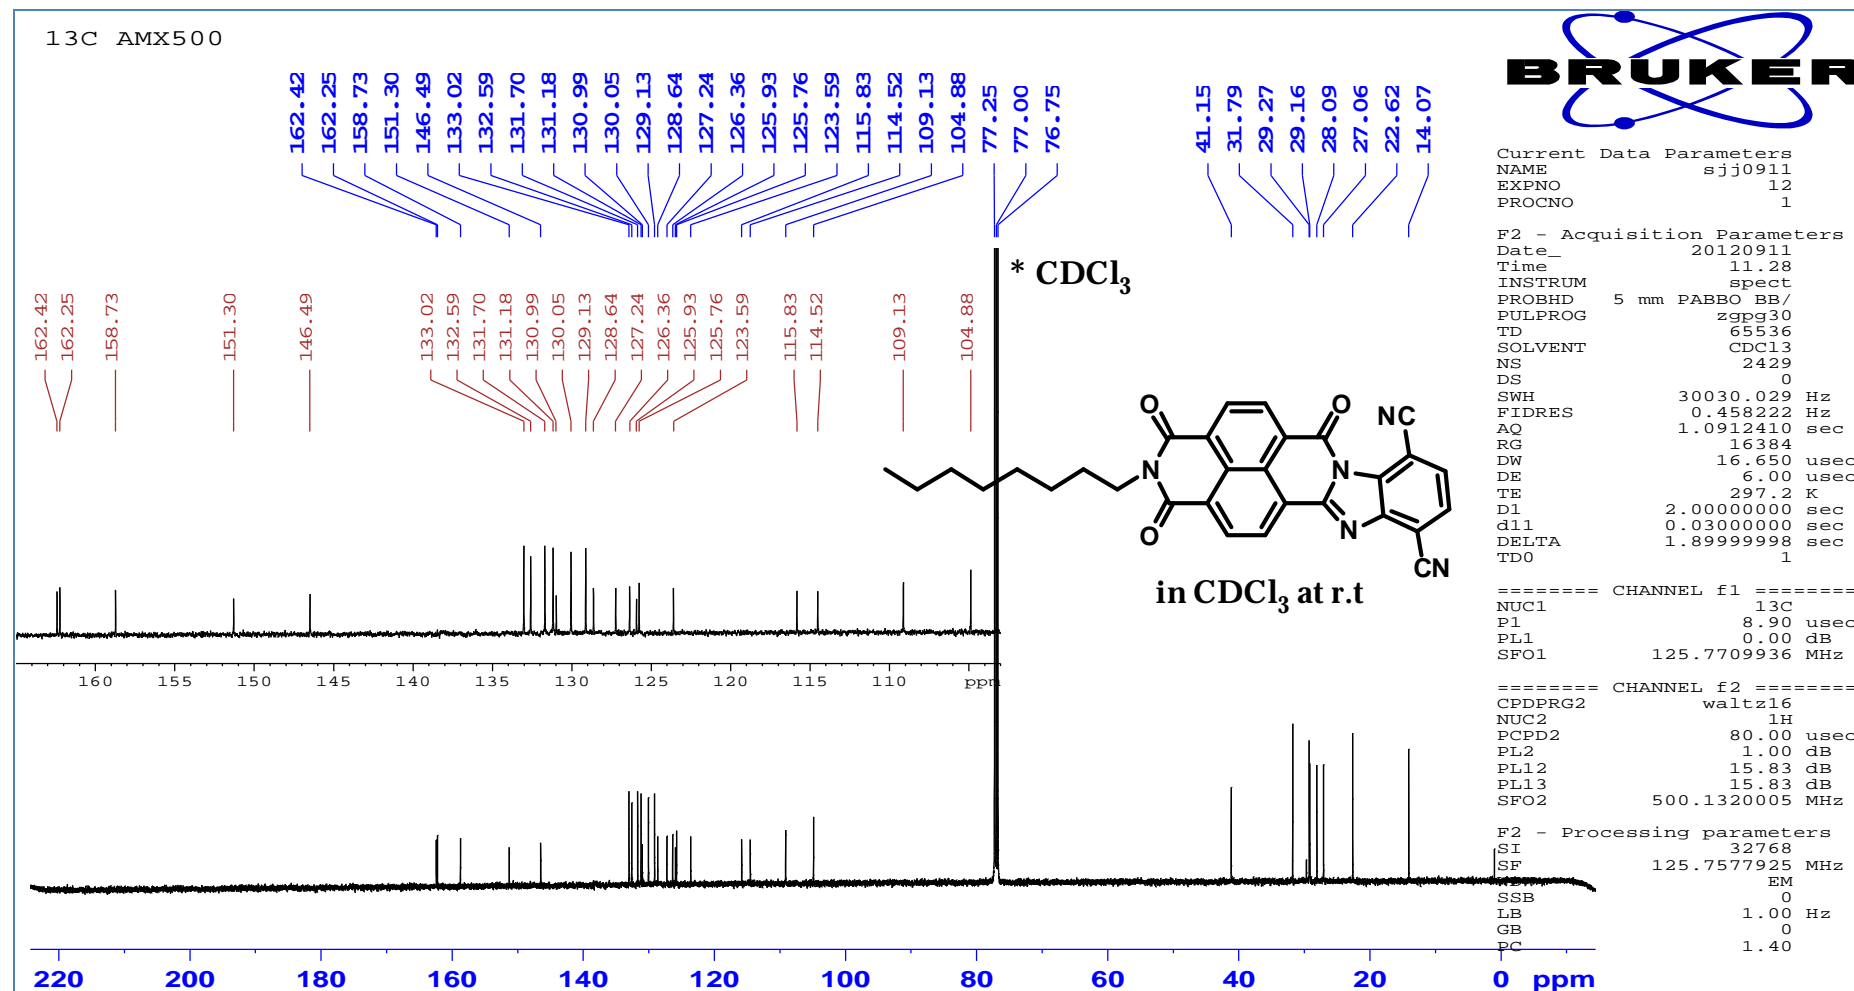 13C AMX500
162.42
162.25
158.73
151.30
146.49
133.02
132.59
131.70
131.18
130.99
130.05
129.13
128.64
127.24
126.36
125.93
125.76
123.59
115.83
114.52
109.13
104.88
77.25
77.00
76.75
41.15
31.79
29.27
29.16
28.09
27.06
22.62
14.07
BRUKER
162.42
162.25
158.73
151.30
146.49
133.02
132.59
131.70
131.18
130.99
130.05
129.13
128.64
127.24
126.36
125.93
125.76
123.59
115.83
114.52
109.13
104.88
* CDCl3
O
O
N
O
O
N
N
NC
CN
in CDCl3 at r.t
160 155 150 145 140 135 130 125 120 115 110 ppm
220 200 180 160 140 120 100 80 60 40 20 0 ppm
Current Data Parameters
NAME sjj0911
EXPNO 12
PROCNO 1
F2 - Acquisition Parameters
Date_ 20120911
Time 11.28
INSTRUM spect
PROBHD 5 mm PABBO BB/
PULPROG zgpg30
TD 65536
SOLVENT CDCl3
NS 2429
DS 0
SWH 30030.029 Hz
FIDRES 0.458222 Hz
AQ 1.0912410 sec
RG 16384
DW 16.650 usec
DE 6.00 usec
TE 297.2 K
D1 2.00000000 sec
d11 0.03000000 sec
DELTA 1.89999998 sec
TD0 1
======== CHANNEL f1 ========
NUC1 13C
P1 8.90 usec
PL1 0.00 dB
SFO1 125.7709936 MHz
======== CHANNEL f2 ========
CPDPRG2 waltz16
NUC2 1H
PCPD2 80.00 usec
PL2 1.00 dB
PL12 15.83 dB
PL13 15.83 dB
SFO2 500.1320005 MHz
F2 - Processing parameters
SI 32768
SF 125.7577925 MHz
EM
SSB 0
LB 1.00 Hz
GB 0
PC 1.40